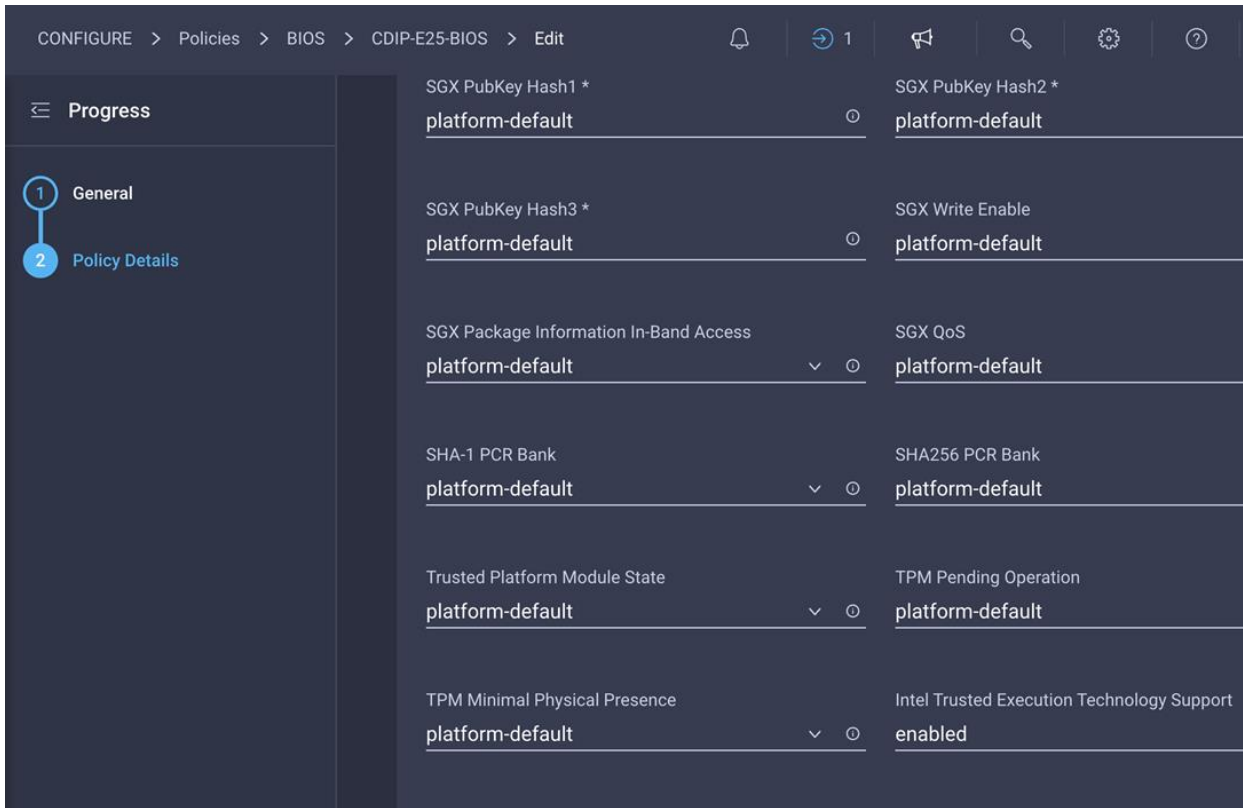 CONFIGURE > Policies > BIOS > CDIP-E25-BIOS > Edit 1
Progress
1 General
2 Policy Details
SGX PubKey Hash1 * SGX PubKey Hash2 *
platform-default platform-default
SGX PubKey Hash3 * SGX Write Enable
platform-default platform-default
SGX Package Information In-Band Access SGX QoS
platform-default platform-default
SHA-1 PCR Bank SHA256 PCR Bank
platform-default platform-default
Trusted Platform Module State TPM Pending Operation
platform-default platform-default
TPM Minimal Physical Presence Intel Trusted Execution Technology Support
platform-default enabled